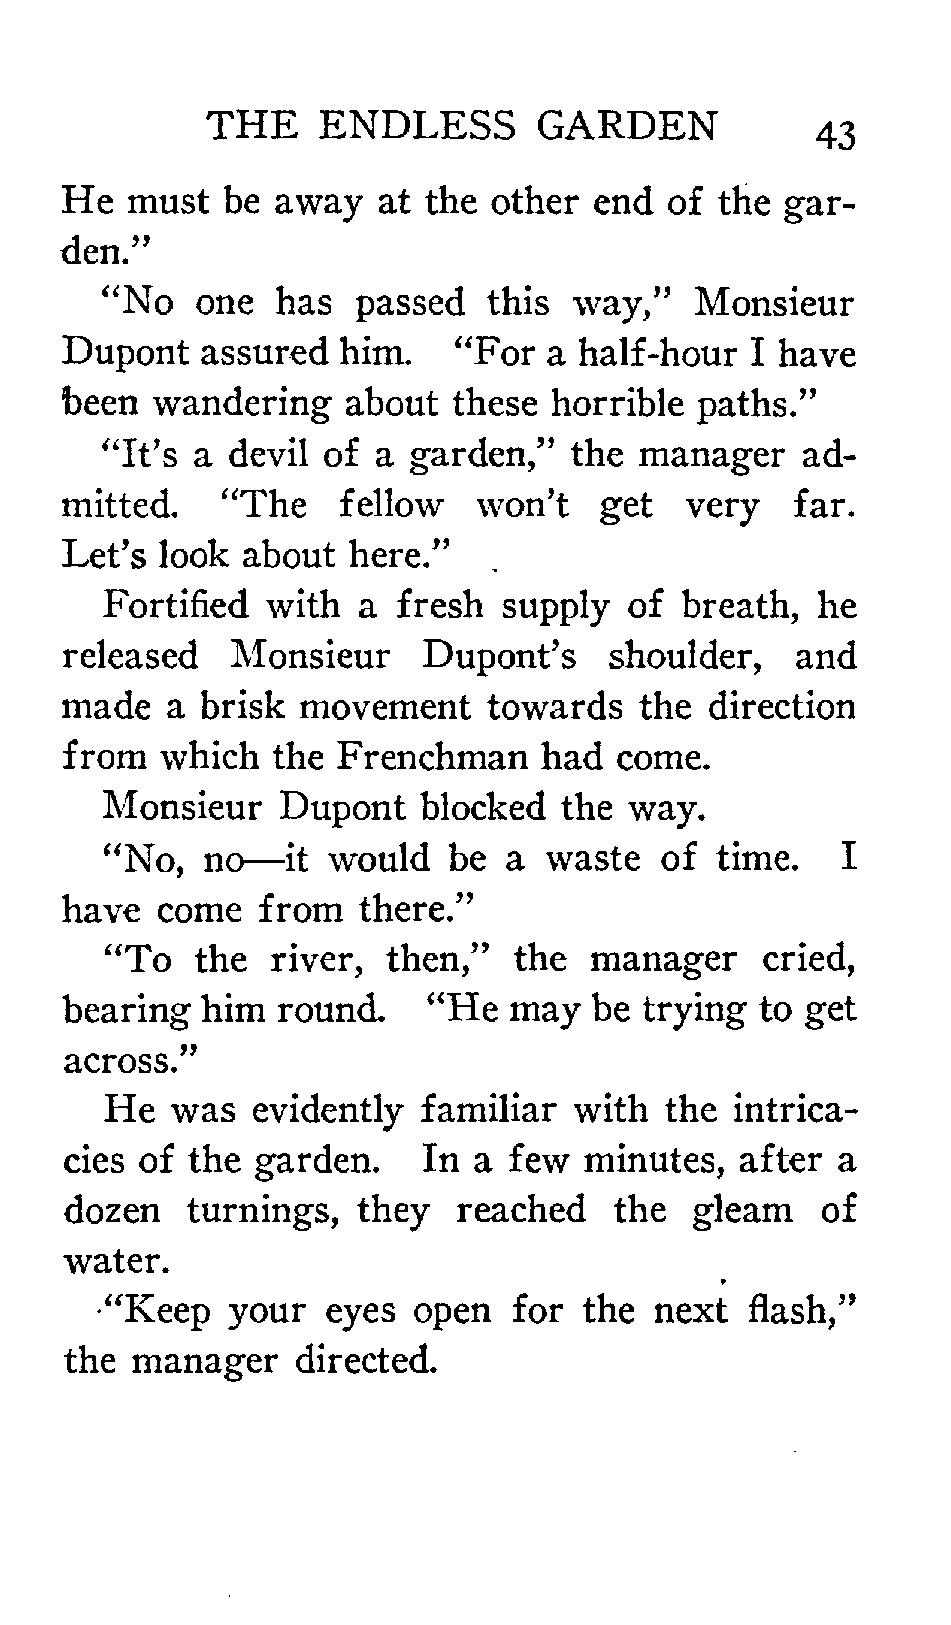 THE ENDLESS GARDEN 43
He must be away at the other end of the gar-
den."
"No one has passed this way," Monsieur
Dupont assured him. "For a half-hour I have
been wandering about these horrible paths."
"It's a devil of a garden," the manager ad-
mitted. "The fellow won't get very far.
Let's look about here."
Fortified with a fresh supply of breath, he
released Monsieur Dupont's shoulder, and
made a brisk movement towards the direction
from which the Frenchman had come.
Monsieur Dupont blocked the way.
"No, no—it would be a waste of time. I
have come from there."
"To the river, then," the manager cried,
bearing him round. "He may be trying to get
across."
He was evidently familiar with the intrica-
cies of the garden. In a few minutes, after a
dozen turnings, they reached the gleam of
water.
"Keep your eyes open for the next flash,"
the manager directed.